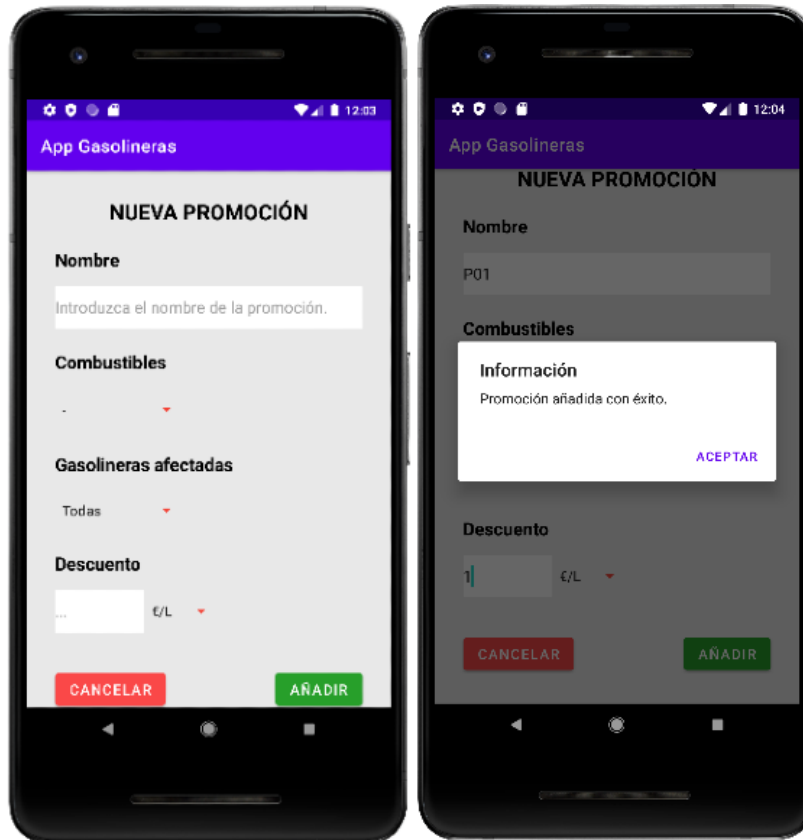 12:03
App Gasolineras
NUEVA PROMOCIÓN
Nombre
Introduzca el nombre de la promoción.
Combustibles
-
Gasolineras afectadas
Todas
Descuento
...
€/L
CANCELAR
AÑADIR
12:04
App Gasolineras
NUEVA PROMOCIÓN
Nombre
P01
Combustibles
Información
Promoción añadida con éxito.
ACEPTAR
Descuento
1
€/L
CANCELAR
AÑADIR